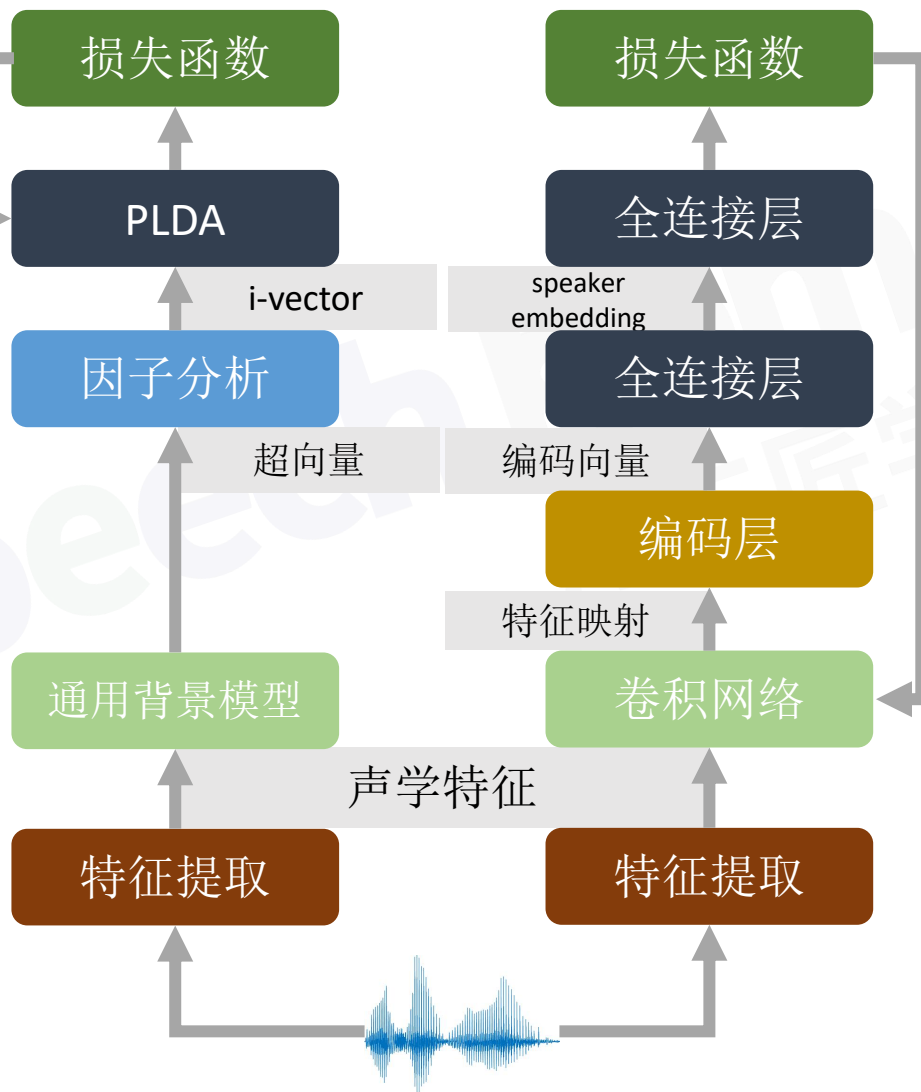 损失函数
损失函数
PLDA
全连接层
i-vector
speaker
embedding
因子分析
全连接层
超向量
编码向量
编码层
特征映射
通用背景模型
卷积网络
声学特征
特征提取
特征提取